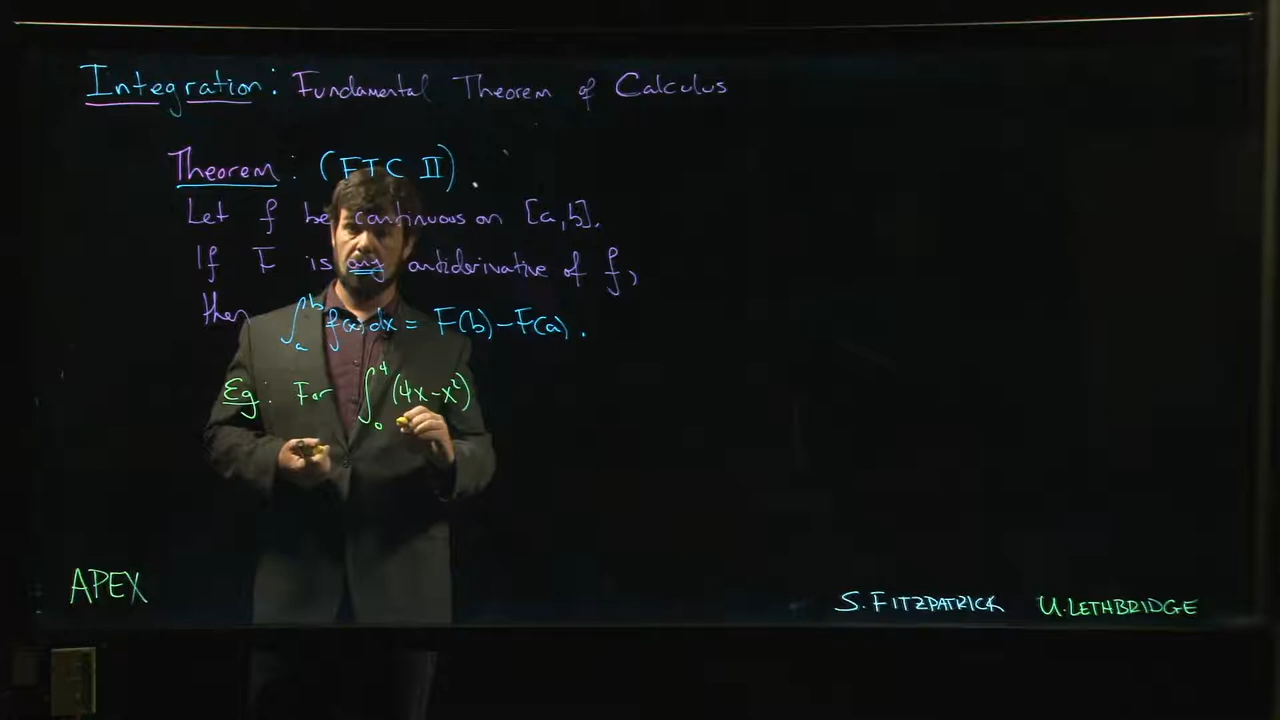 Integration: Fundamental Theorem of Calculus
Theorem: (FTC II)
Let f be continuous on [a,b].
If F is any antiderivative of f,
then ∫_a^b f(x)dx = F(b)-F(a).
Eg: For ∫_0^4 (4x-x²)
APEX
S. FITZPATRICK U. LETHBRIDGE